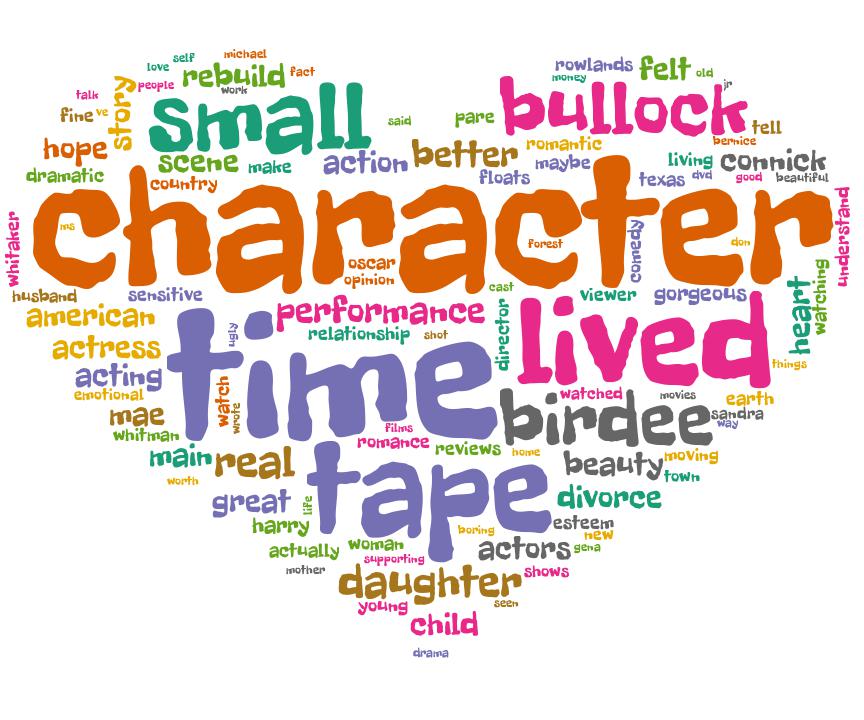 self love michael
rebuild fact
talk people work
fine ve story small
said pare bullock jr
rowlands felt old
money
tell
hope scene make action better romantic bernice
dramatic country floats maybe texas living dvd connick good beautiful
whitaker ms character forest comedy don understand
oscar
opinion
husband sensitive cast viewer gorgeous heart watching
american performance director lived
actress ugly time relationship shot things
acting watch wrote watched movies earth
emotional birdee sandra
mae films way
whitman romance reviews home beauty moving
main real tape town
worth
great life divorce
harry boring esteem
actually woman actors new
supporting gena
mother daughter shows
young seen
child
drama